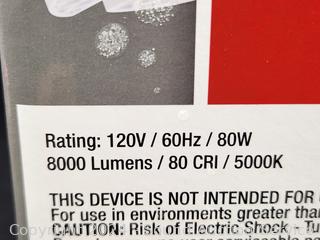 Rating: 120V / 60Hz / 80W
8000 Lumens / 80 CRI / 5000K
THIS DEVICE IS NOT INTENDED FOR
For use in environments greater than
CAUTION: Risk of Electric Shock - Tu